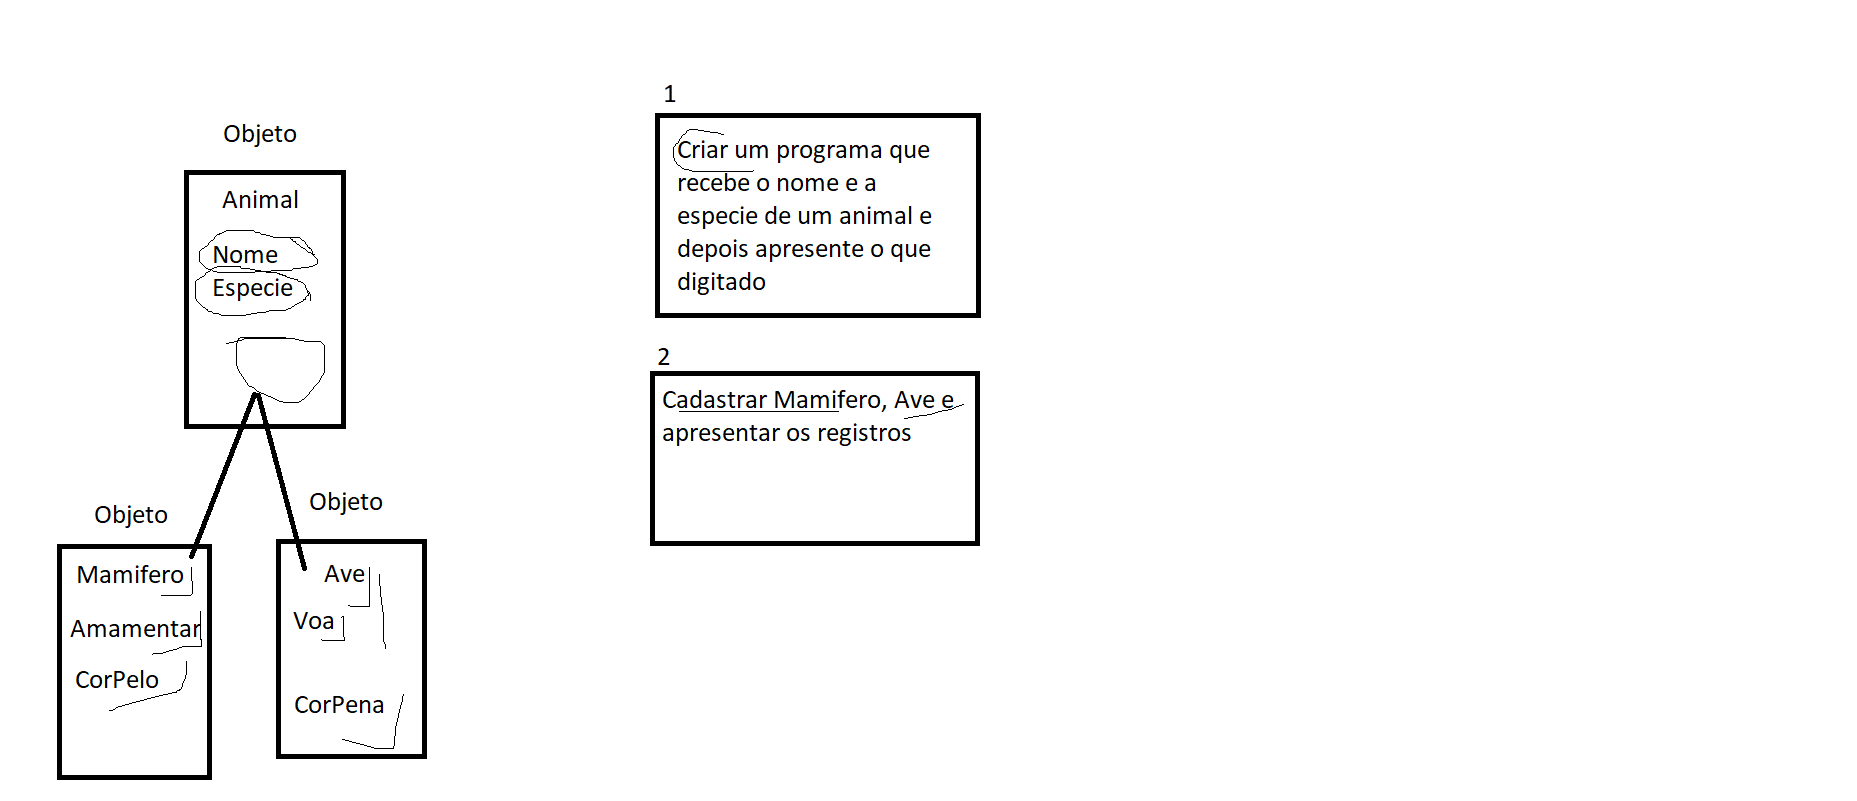 Objeto
Animal
Nome
Especie
Objeto
Mamifero
Amamentar
CorPelo
Objeto
Ave
Voa
CorPena
1
Criar um programa que
recebe o nome e a
especie de um animal e
depois apresente o que
digitado
2
Cadastrar Mamifero, Ave e
apresentar os registros